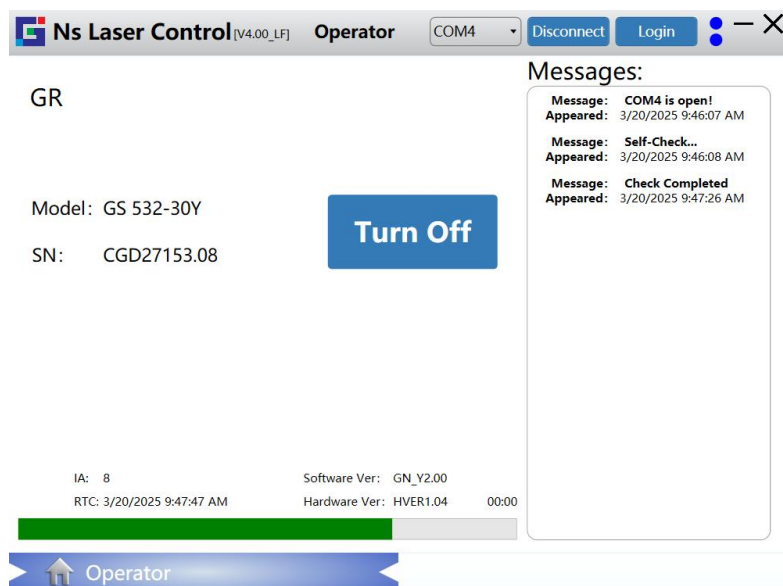 Ns Laser Control [V4.00_LF] Operator COM4 Disconnect Login
GR
Model: GS 532-30Y
SN: CGD27153.08
Turn Off
IA: 8 Software Ver: GN_Y2.00
RTC: 3/20/2025 9:47:47 AM Hardware Ver: HVER1.04 00:00
Messages:
Message: COM4 is open!
Appeared: 3/20/2025 9:46:07 AM
Message: Self-Check...
Appeared: 3/20/2025 9:46:08 AM
Message: Check Completed
Appeared: 3/20/2025 9:47:26 AM
Operator